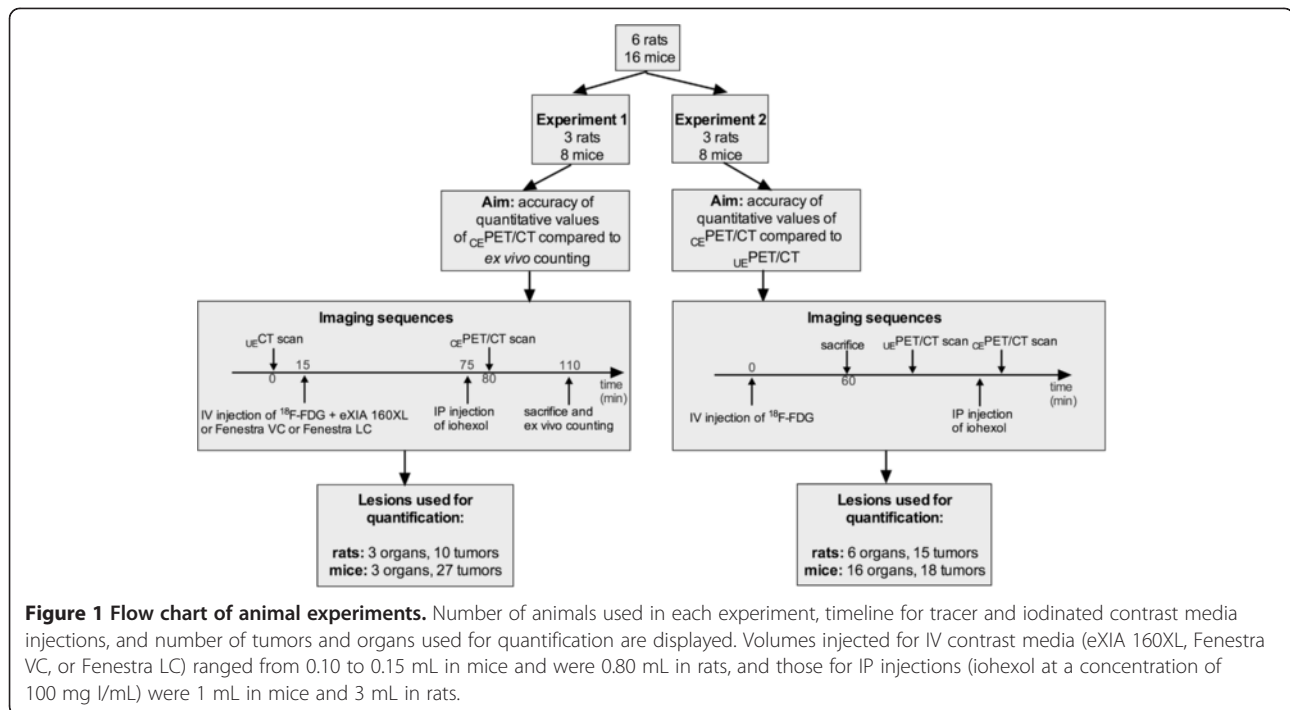 6 rats
16 mice
Experiment 1
3 rats
8 mice
Experiment 2
3 rats
8 mice
Aim: accuracy of
quantitative values
of CEPET/CT compared to
ex vivo counting
Aim: accuracy of
quantitative values of
CEPET/CT compared to
UEPET/CT
Imaging sequences
UECT scan
CEPET/CT scan
0
15
75
80
110
time
(min)
IV injection of 18F-FDG + eXIA 160XL
or Fenestra VC or Fenestra LC
IP injection
of iohexol
sacrifice and
ex vivo counting
Imaging sequences
sacrifice
UEPET/CT scan
CEPET/CT scan
0
60
time
(min)
IV injection of 18F-FDG
IP injection
of iohexol
Lesions used for
quantification:
rats: 3 organs, 10 tumors
mice: 3 organs, 27 tumors
Lesions used for
quantification:
rats: 6 organs, 15 tumors
mice: 16 organs, 18 tumors
Figure 1 Flow chart of animal experiments. Number of animals used in each experiment, timeline for tracer and iodinated contrast media
injections, and number of tumors and organs used for quantification are displayed. Volumes injected for IV contrast media (eXIA 160XL, Fenestra
VC, or Fenestra LC) ranged from 0.10 to 0.15 mL in mice and were 0.80 mL in rats, and those for IP injections (iohexol at a concentration of
100 mg I/mL) were 1 mL in mice and 3 mL in rats.